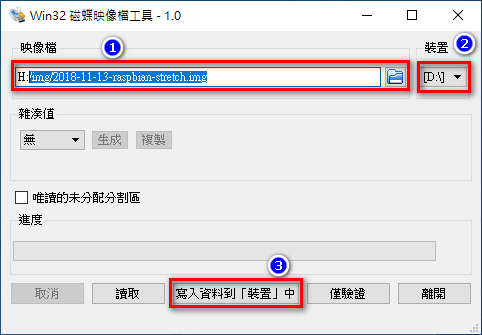 Win32 磁蝶映像檔工具 - 1.0
映像檔
1
裝置
2
H:/img/2018-11-13-raspbian-stretch.img
[D:\]
雜湊值
無
生成
複製
唯讀的未分配分割區
進度
3
取消
讀取
寫入資料到「裝置」中
僅驗證
離開